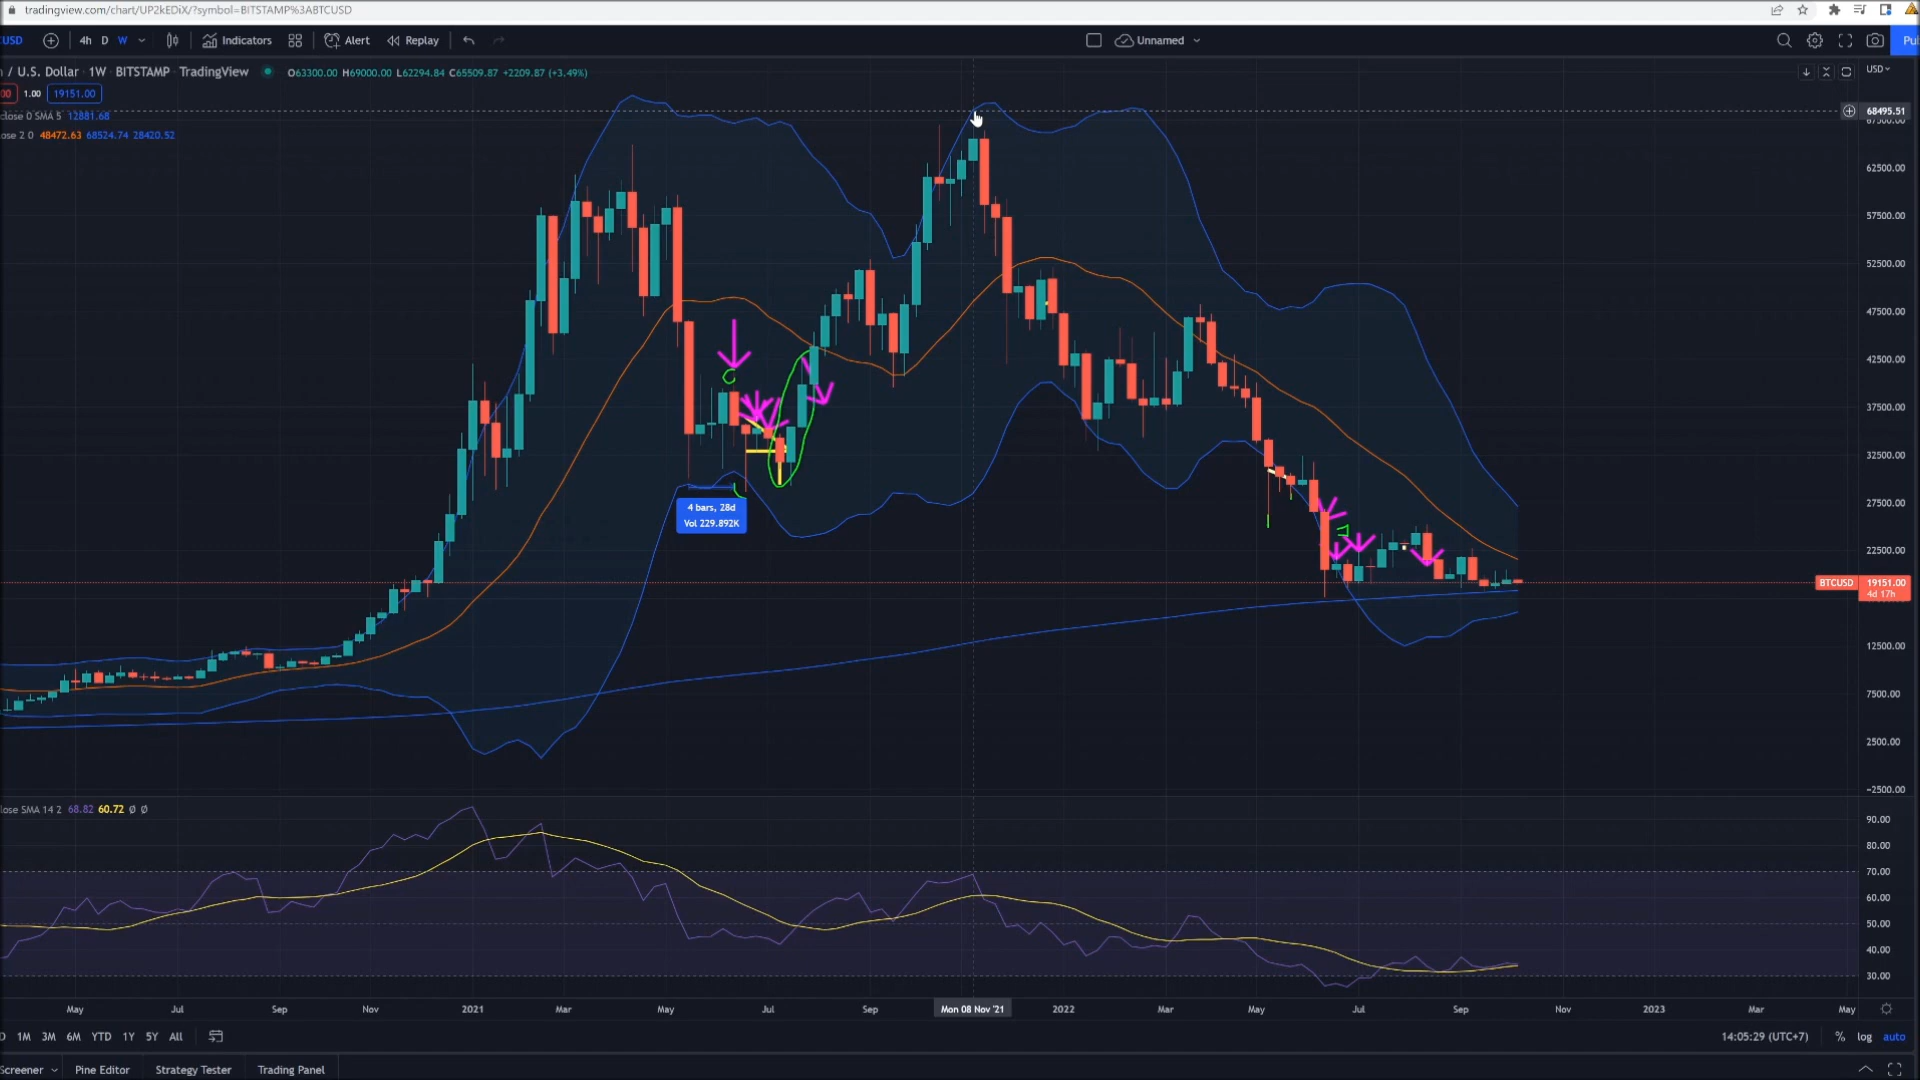 tradingview.com/chart/UP2kEDiX/?symbol=BITSTAMP%3ABTCUSD
USD 4h D W Indicators Alert Replay Unnamed Pu
/ U.S. Dollar · 1W · BITSTAMP · TradingView O63300.00 H69000.00 L62294.84 C65509.87 +2209.87 (+3.49%) USD
00 1.00 19151.00
close 0 SMA 5 12881.68
ose 2 0 48472.63 68524.74 28420.52
68495.51
62500.00
57500.00
52500.00
47500.00
42500.00
37500.00
32500.00
27500.00
22500.00
BTCUSD 19151.00
4d 17h
12500.00
7500.00
2500.00
−2500.00
4 bars, 28d
Vol 229.892K
lose SMA 14 2 68.82 60.72 Ø Ø
90.00
80.00
70.00
60.00
50.00
40.00
30.00
May Jul Sep Nov 2021 Mar May Jul Sep Mon 08 Nov '21 2022 Mar May Jul Sep Nov 2023 Mar May
D 1M 3M 6M YTD 1Y 5Y All 14:05:29 (UTC+7) % log auto
Screener Pine Editor Strategy Tester Trading Panel